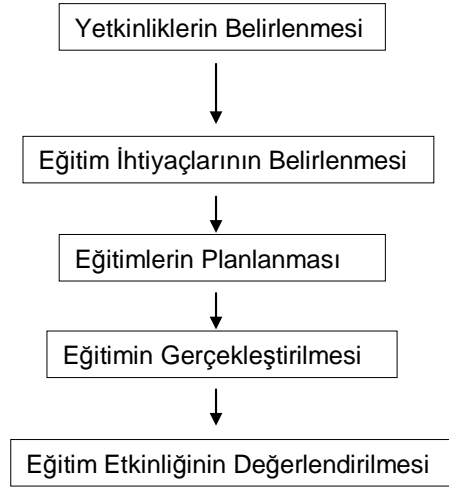 Yetkinliklerin Belirlenmesi
Eğitim İhtiyaçlarının Belirlenmesi
Eğitimlerin Planlanması
Eğitimin Gerçekleştirilmesi
Eğitim Etkinliğinin Değerlendirilmesi